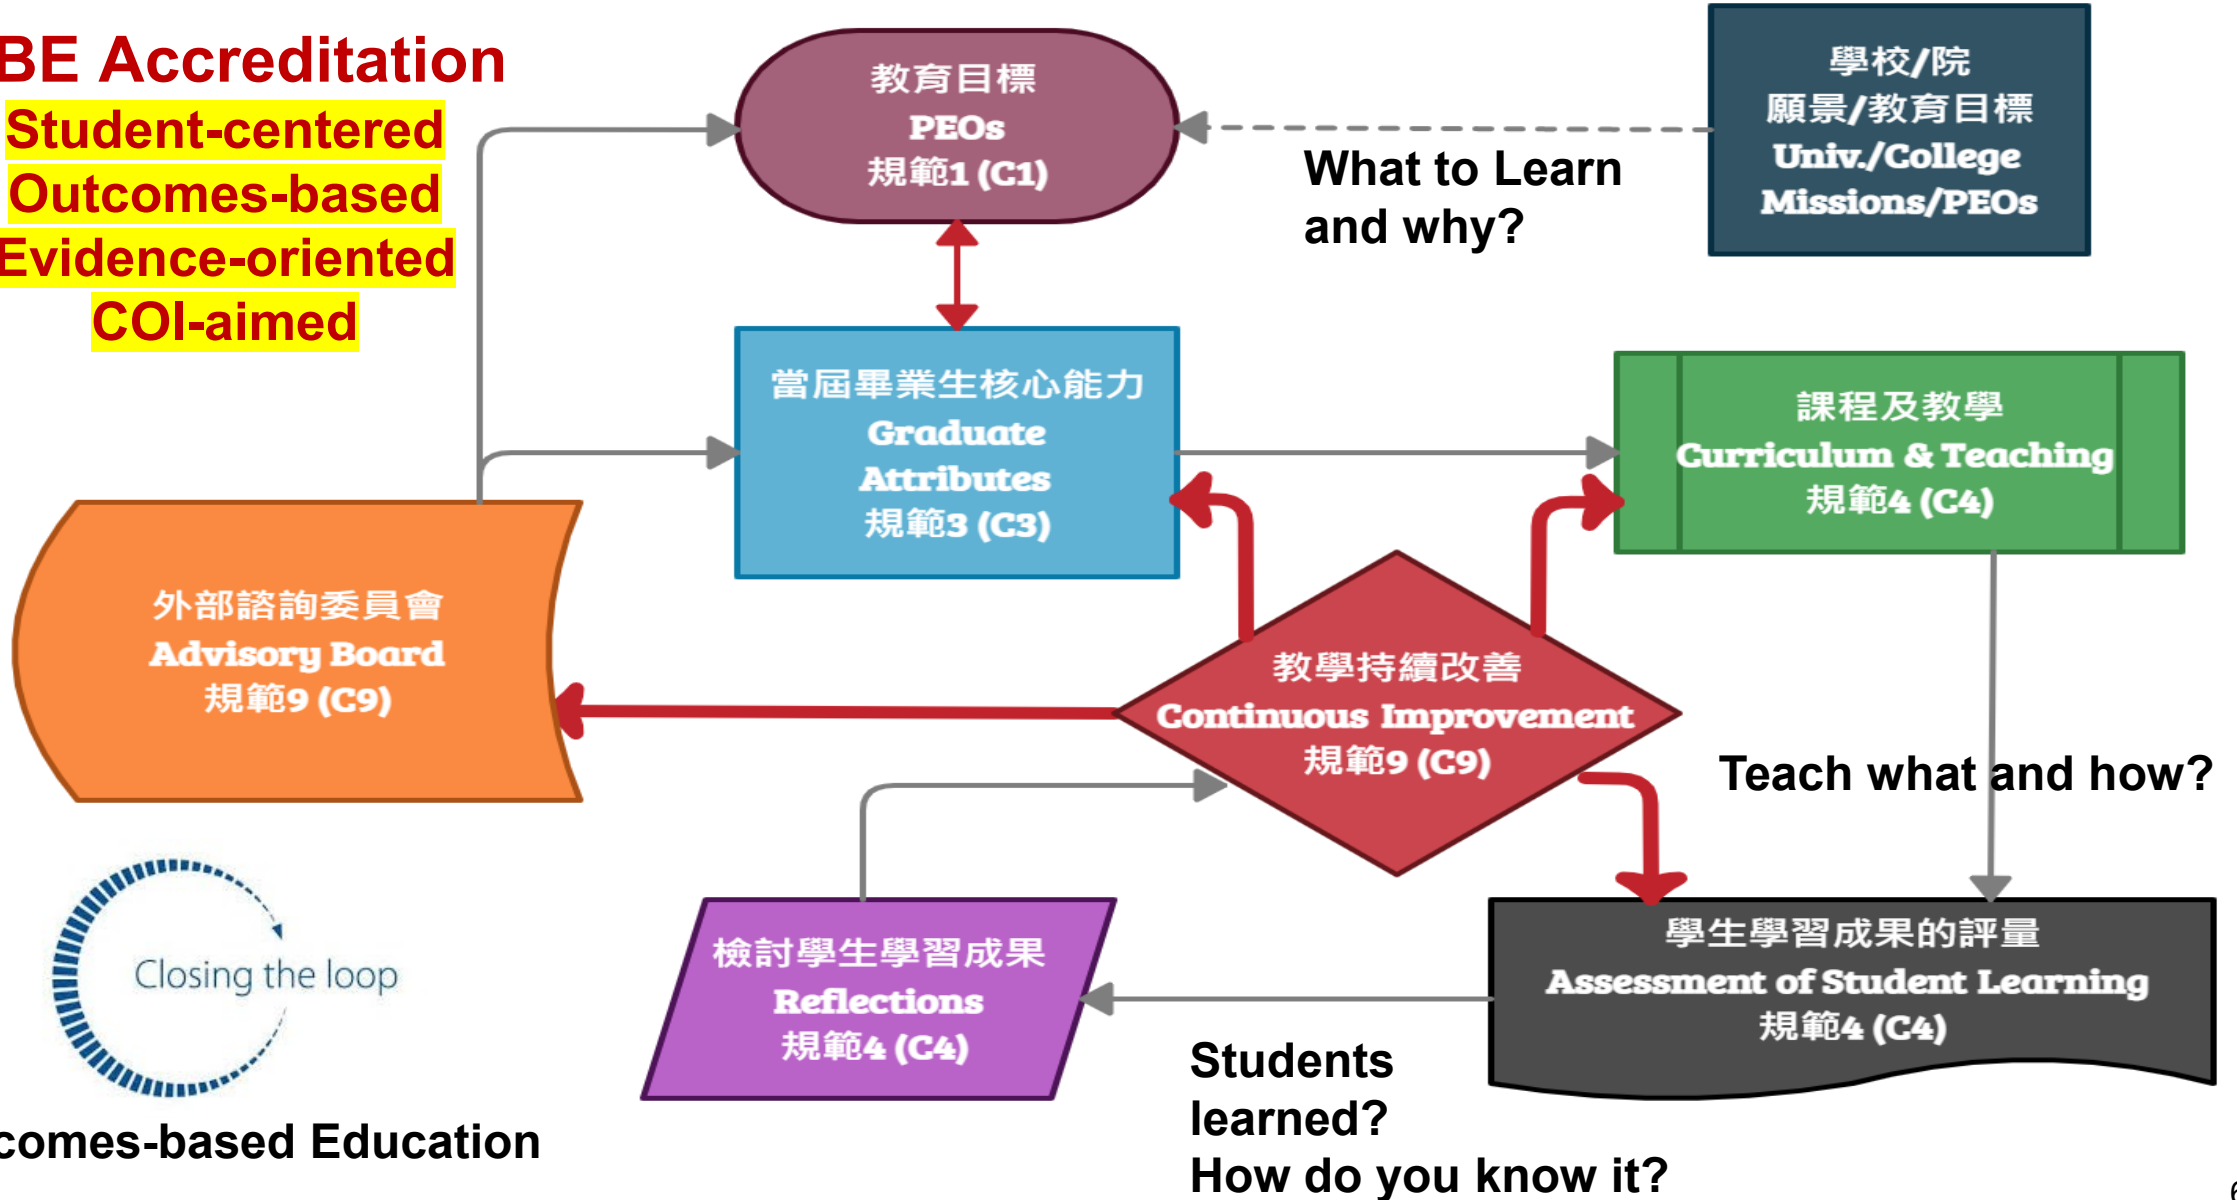 BE Accreditation
Student-centered
Outcomes-based
Evidence-oriented
COI-aimed
教育目標
PEOs
規範1 (C1)
What to Learn
and why?
學校/院
願景/教育目標
Univ./College
Missions/PEOs
當屆畢業生核心能力
Graduate
Attributes
規範3 (C3)
課程及教學
Curriculum & Teaching
規範4 (C4)
外部諮詢委員會
Advisory Board
規範9 (C9)
教學持續改善
Continuous Improvement
規範9 (C9)
Teach what and how?
Closing the loop
檢討學生學習成果
Reflections
規範4 (C4)
學生學習成果的評量
Assessment of Student Learning
規範4 (C4)
Students
learned?
How do you know it?
comes-based Education